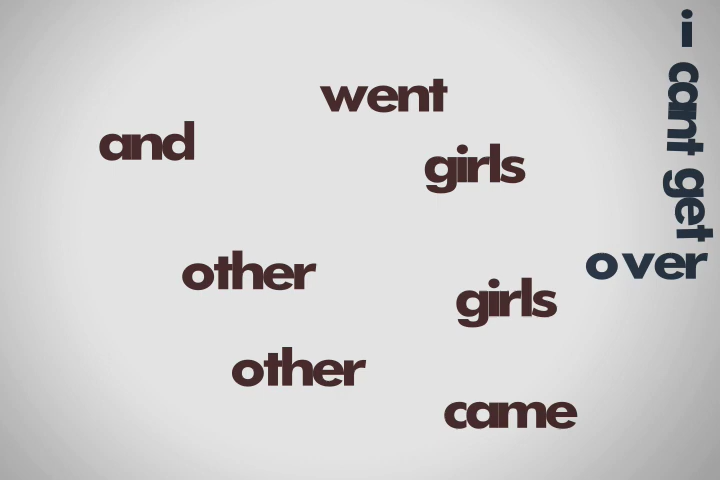 went
and
girls
other
girls
other
came
i cant get
over